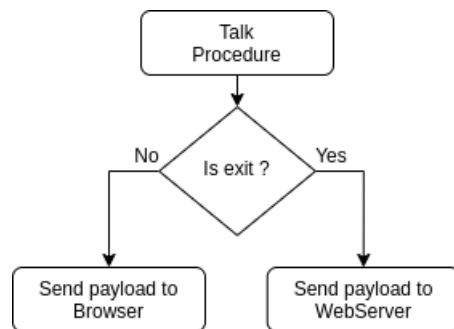 Talk
Procedure
No
Is exit ?
Yes
Send payload to
Browser
Send payload to
WebServer